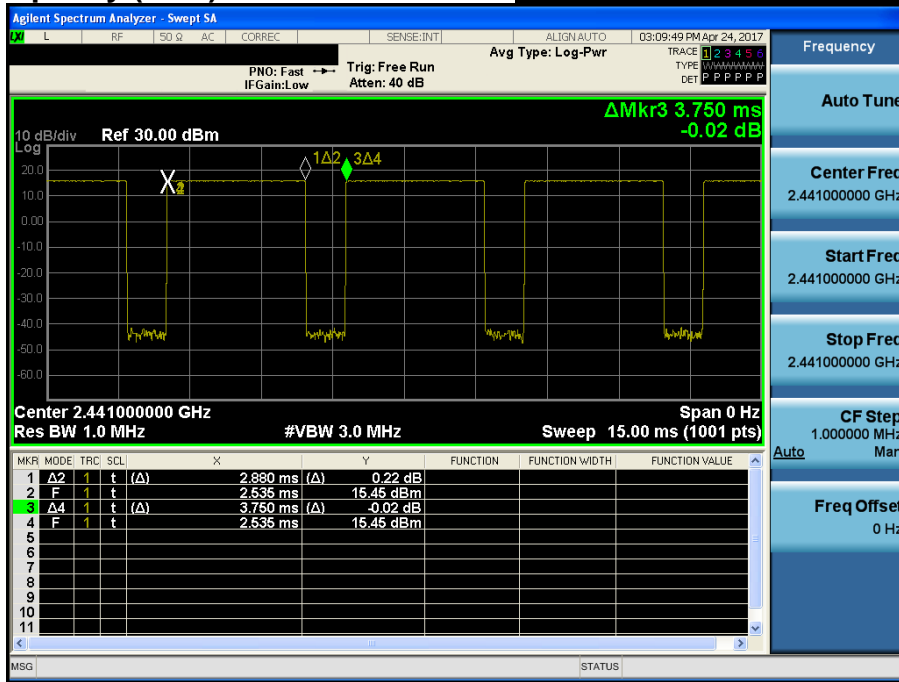 Agilent Spectrum Analyzer - Swept SA
LXI L RF 50 Ω AC CORREC SENSE:INT ALIGN AUTO 03:09:49 PM Apr 24, 2017
Avg Type: Log-Pwr TRACE 1 2 3 4 5 6
PNO: Fast Trig: Free Run TYPE WWWWWW
IFGain:Low Atten: 40 dB DET P P P P P P
Frequency
Auto Tune
ΔMkr3 3.750 ms
-0.02 dB
10 dB/div Ref 30.00 dBm
Log
1Δ2 3Δ4
20.0
10.0
0.00
-10.0
-20.0
-30.0
-40.0
-50.0
-60.0
Center 2.441000000 GHz Span 0 Hz
Res BW 1.0 MHz #VBW 3.0 MHz Sweep 15.00 ms (1001 pts)
Center Freq
2.441000000 GHz
Start Freq
2.441000000 GHz
Stop Freq
2.441000000 GHz
CF Step
1.000000 MHz
Auto Man
Freq Offset
0 Hz
MKR MODE TRC SCL X Y FUNCTION FUNCTION WIDTH FUNCTION VALUE
1 Δ2 1 t (Δ) 2.880 ms (Δ) 0.22 dB
2 F 1 t 2.535 ms 15.45 dBm
3 Δ4 1 t (Δ) 3.750 ms (Δ) -0.02 dB
4 F 1 t 2.535 ms 15.45 dBm
5
6
7
8
9
10
11
MSG STATUS